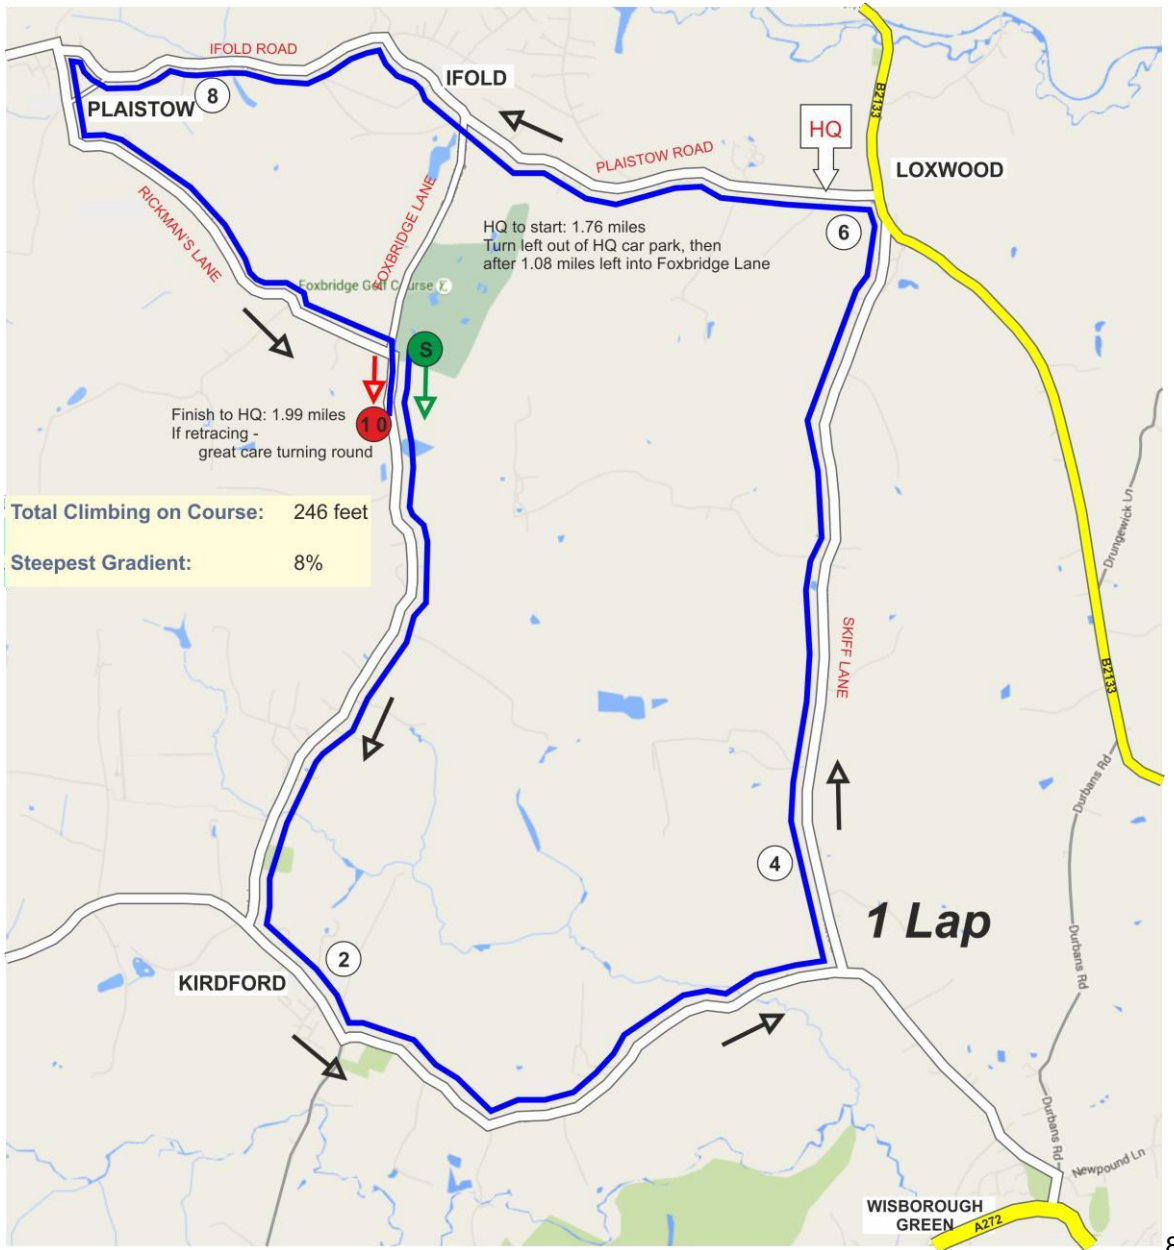 IFOLD ROAD
IFOLD
PLAISTOW
8
B2133
HQ
PLAISTOW ROAD
LOXWOOD
RICKMAN'S LANE
FOXBRIDGE LANE
HQ to start: 1.76 miles
Turn left out of HQ car park, then
after 1.08 miles left into Foxbridge Lane
6
Foxbridge Golf Course
S
Finish to HQ: 1.99 miles
If retracing -
great care turning round
10
Total Climbing on Course: 246 feet
Steepest Gradient: 8%
Drungewick Ln
SKIFF LANE
B2133
Durbans Rd
4
1 Lap
2
KIRDFORD
Durbans Rd
Durbans Rd
Newpound Ln
WISBOROUGH
GREEN
A272
8